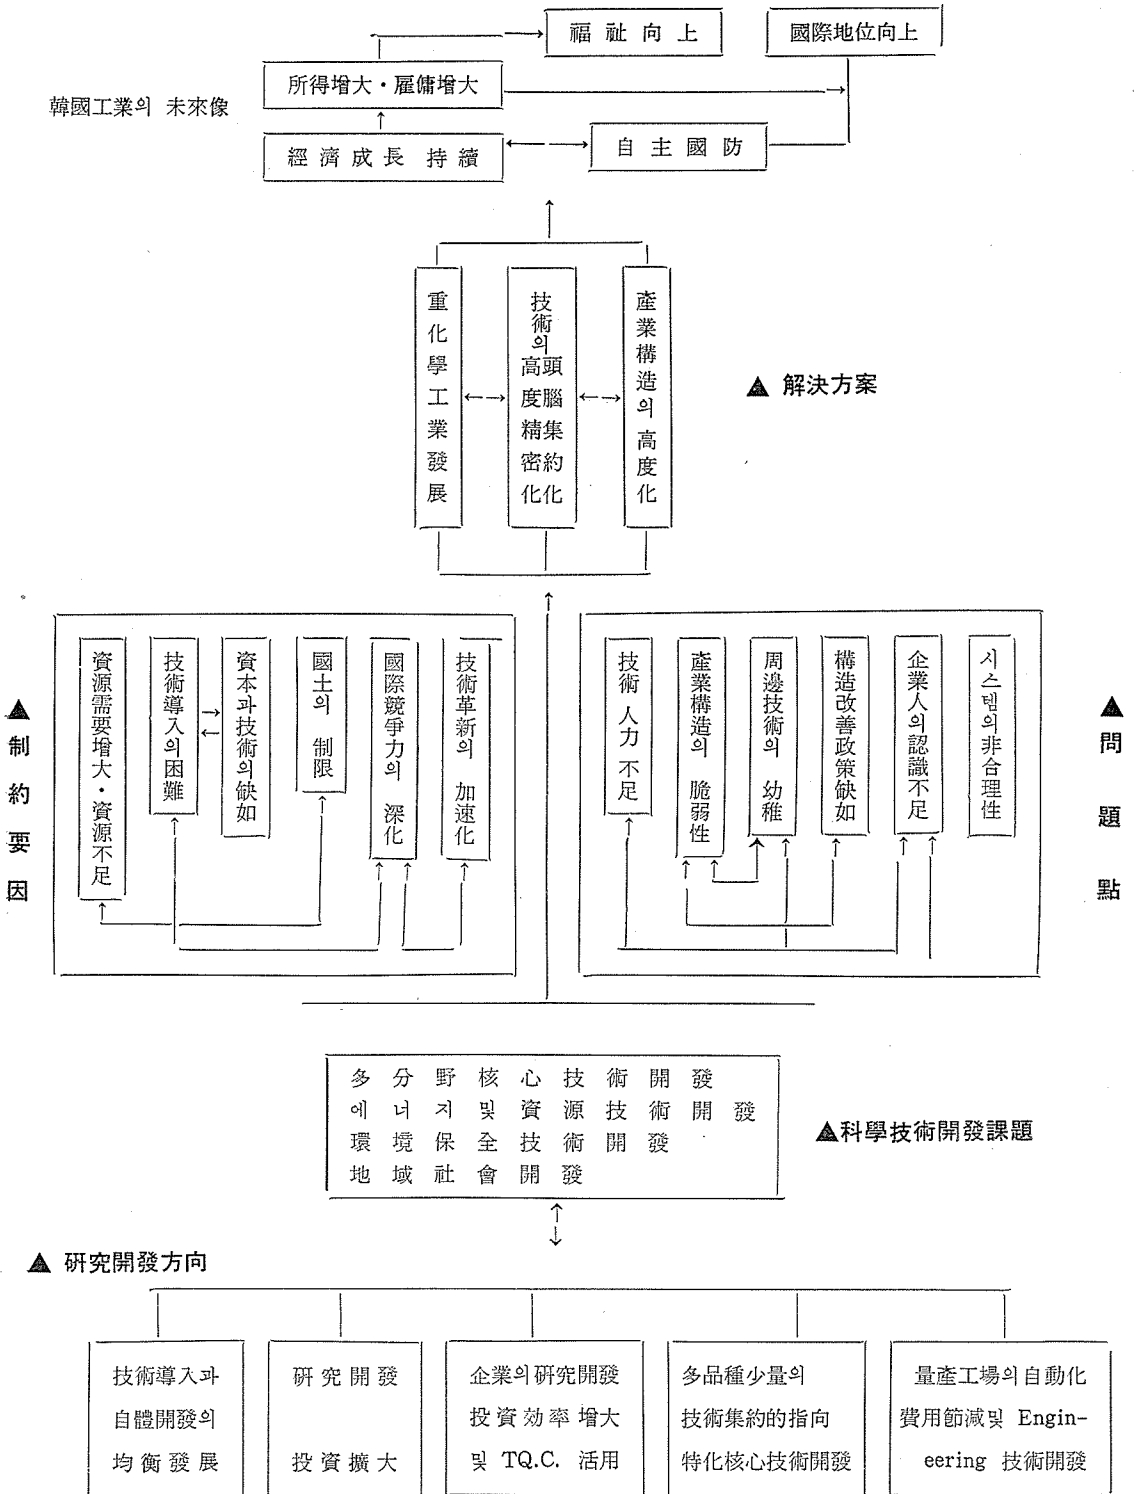 福祉向上
國際地位向上
所得增大・雇傭增大
韓國工業의 未來像
經濟成長 持續
自主國防
重化學工業發展
技術의
高度精密化
頭腦集約化
產業構造의 高度化
▲ 解決方案
▲ 制約要因
資源需要增大・資源不足
技術導入의困難
資本과技術의缺如
國土의 制限
國際競爭力의 深化
技術革新의 加速化
技術人力不足
產業構造의 脆弱性
周邊技術의 幼稚
構造改善政策缺如
企業人의認識不足
시스템의非合理性
▲ 問題點
多分野核心技術開發
에너지및資源技術開發
環境保全技術開發
地域社會開發
▲科學技術開發課題
▲ 硏究開發方向
技術導入과
自體開發의
均衡發展
硏究開發
投資擴大
企業의硏究開發
投資效率增大
및 TQ.C. 活用
多品種少量의
技術集約的指向
特化核心技術開發
量產工場의自動化
費用節減및 Engin-
eering 技術開發